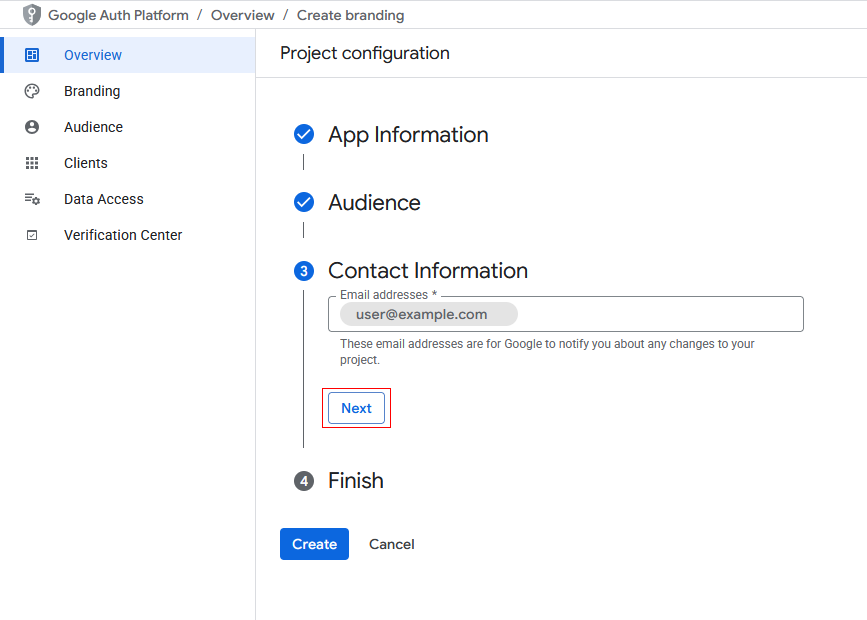 Google Auth Platform / Overview / Create branding
Overview
Branding
Audience
Clients
Data Access
Verification Center
Project configuration
App Information
Audience
3 Contact Information
Email addresses *
user@example.com
These email addresses are for Google to notify you about any changes to your
project.
Next
4 Finish
Create Cancel